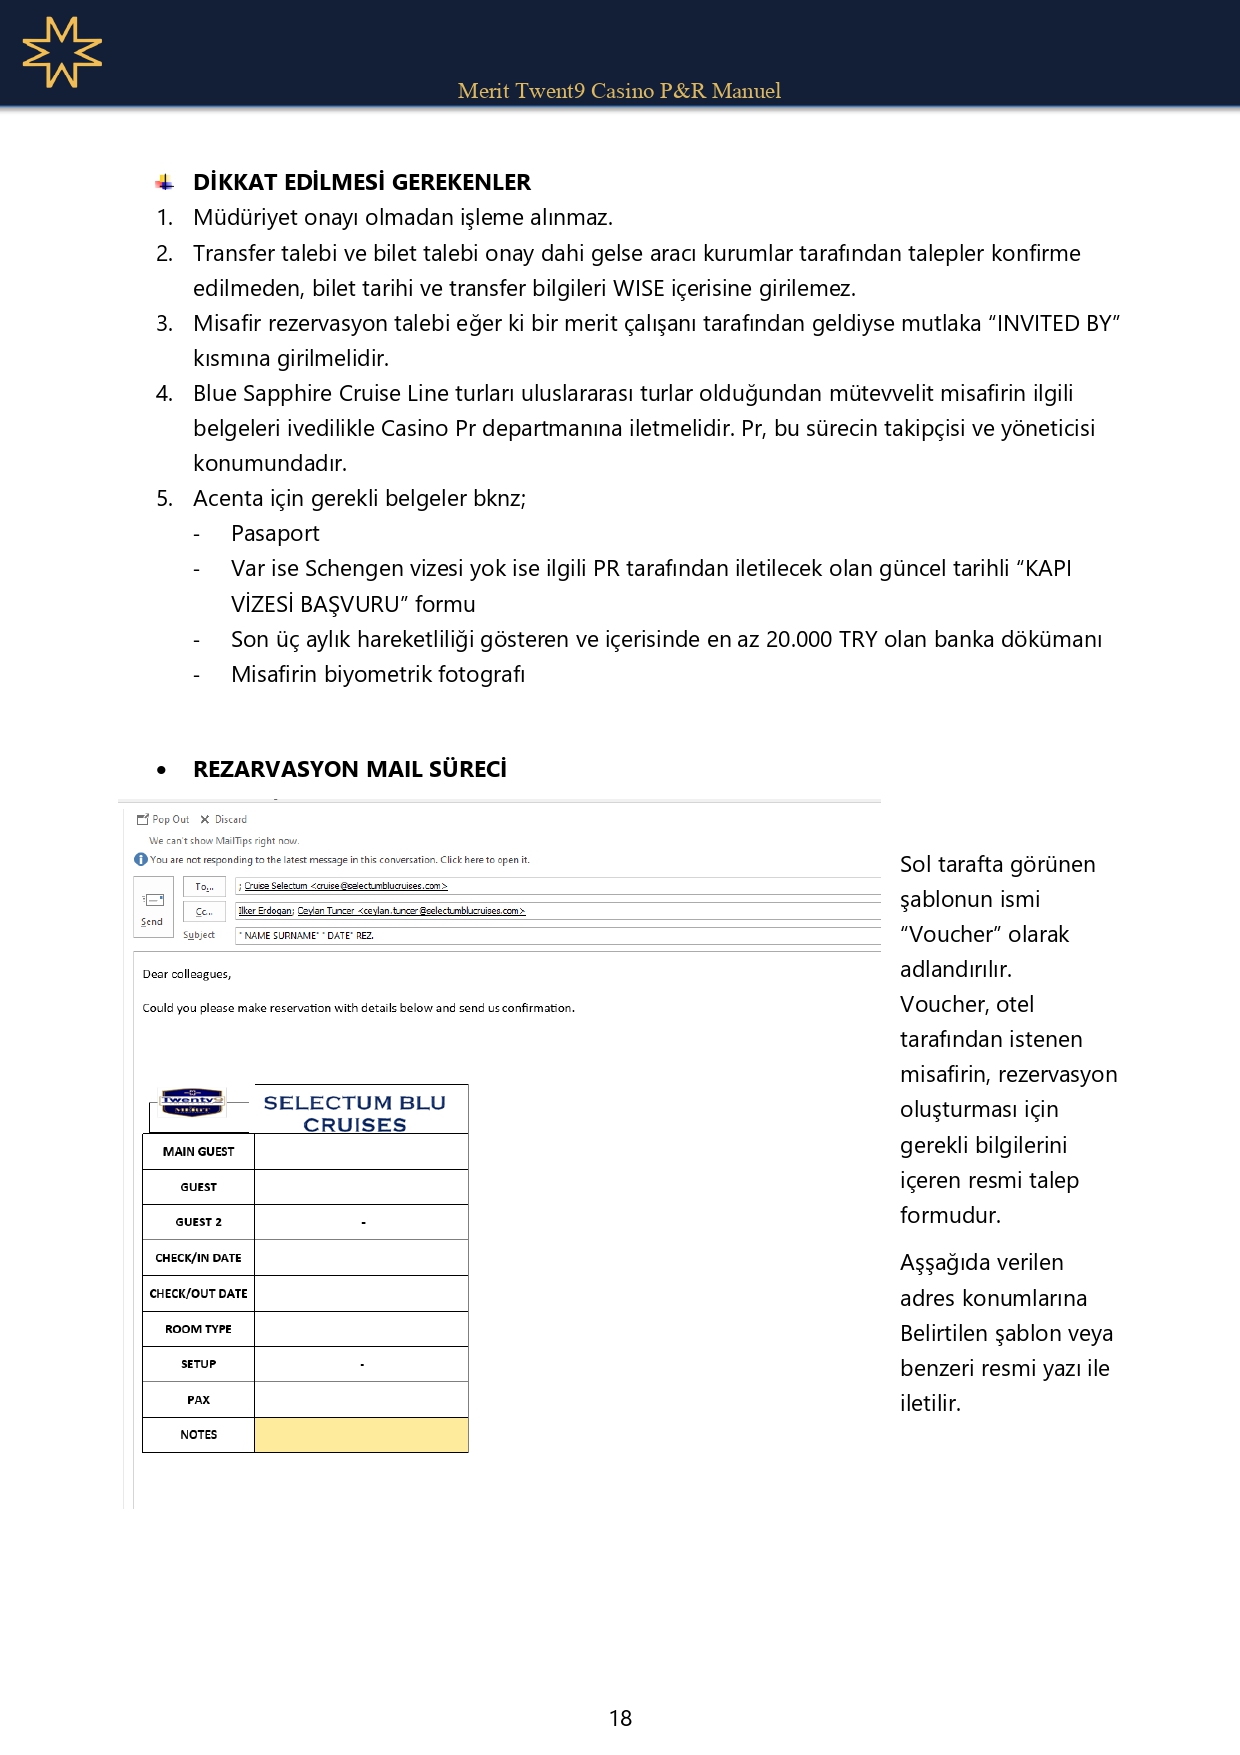 Merit Twent9 Casino P&R Manuel
DİKKAT EDİLMESİ GEREKENLER
1. Müdüriyet onayı olmadan işleme alınmaz.
2. Transfer talebi ve bilet talebi onay dahi gelse aracı kurumlar tarafından talepler konfirme
edilmeden, bilet tarihi ve transfer bilgileri WISE içerisine girilemez.
3. Misafir rezervasyon talebi eğer ki bir merit çalışanı tarafından geldiyse mutlaka “INVITED BY”
kısmına girilmelidir.
4. Blue Sapphire Cruise Line turları uluslararası turlar olduğundan mütevvelit misafirin ilgili
belgeleri ivedilikle Casino Pr departmanına iletmelidir. Pr, bu sürecin takipçisi ve yöneticisi
konumundadır.
5. Acenta için gerekli belgeler bknz;
- Pasaport
- Var ise Schengen vizesi yok ise ilgili PR tarafından iletilecek olan güncel tarihli “KAPI
VİZESİ BAŞVURU” formu
- Son üç aylık hareketliliği gösteren ve içerisinde en az 20.000 TRY olan banka dökümanı
- Misafirin biyometrik fotografı
• REZARVASYON MAIL SÜRECİ
Pop Out Discard
We can't show MailTips right now.
You are not responding to the latest message in this conversation. Click here to open it.
Send
To... ; Cruise Selectum <cruise@selectumblucruises.com>
Cc... Ilker Erdogan; Ceylan Tuncer <ceylan.tuncer@selectumblucruises.com>
Subject " NAME SURNAME" " DATE" REZ.
Dear colleagues,
Could you please make reservation with details below and send us confirmation.
Twenty9
MERIT
SELECTUM BLU
CRUISES
MAIN GUEST
GUEST
GUEST 2 -
CHECK/IN DATE
CHECK/OUT DATE
ROOM TYPE
SETUP -
PAX
NOTES
Sol tarafta görünen
şablonun ismi
“Voucher” olarak
adlandırılır.
Voucher, otel
tarafından istenen
misafirin, rezervasyon
oluşturması için
gerekli bilgilerini
içeren resmi talep
formudur.
Aşşağıda verilen
adres konumlarına
Belirtilen şablon veya
benzeri resmi yazı ile
iletilir.
18